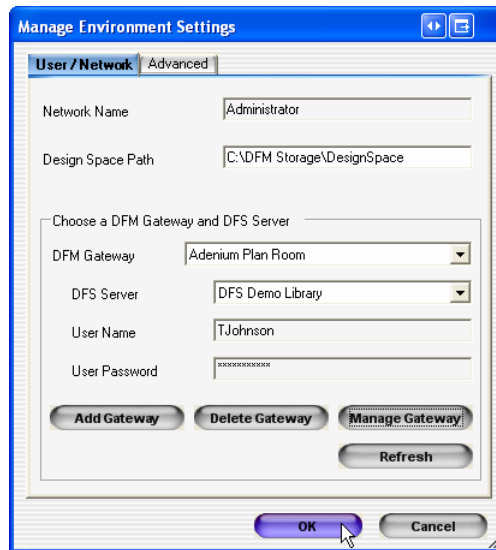 Manage Environment Settings
User / Network Advanced
Network Name Administrator
Design Space Path C:\DFM Storage\DesignSpace
Choose a DFM Gateway and DFS Server
DFM Gateway Adenium Plan Room
DFS Server DFS Demo Library
User Name TJohnson
User Password xxxxxxxxxxx
Add Gateway Delete Gateway Manage Gateway
Refresh
OK Cancel